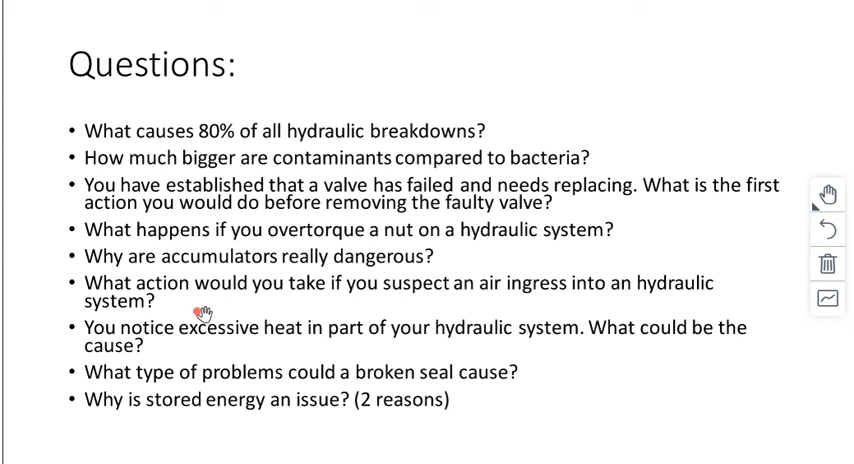 Questions:
• What causes 80% of all hydraulic breakdowns?
• How much bigger are contaminants compared to bacteria?
• You have established that a valve has failed and needs replacing. What is the first
action you would do before removing the faulty valve?
• What happens if you overtorque a nut on a hydraulic system?
• Why are accumulators really dangerous?
• What action would you take if you suspect an air ingress into an hydraulic
system?
• You notice excessive heat in part of your hydraulic system. What could be the
cause?
• What type of problems could a broken seal cause?
• Why is stored energy an issue? (2 reasons)